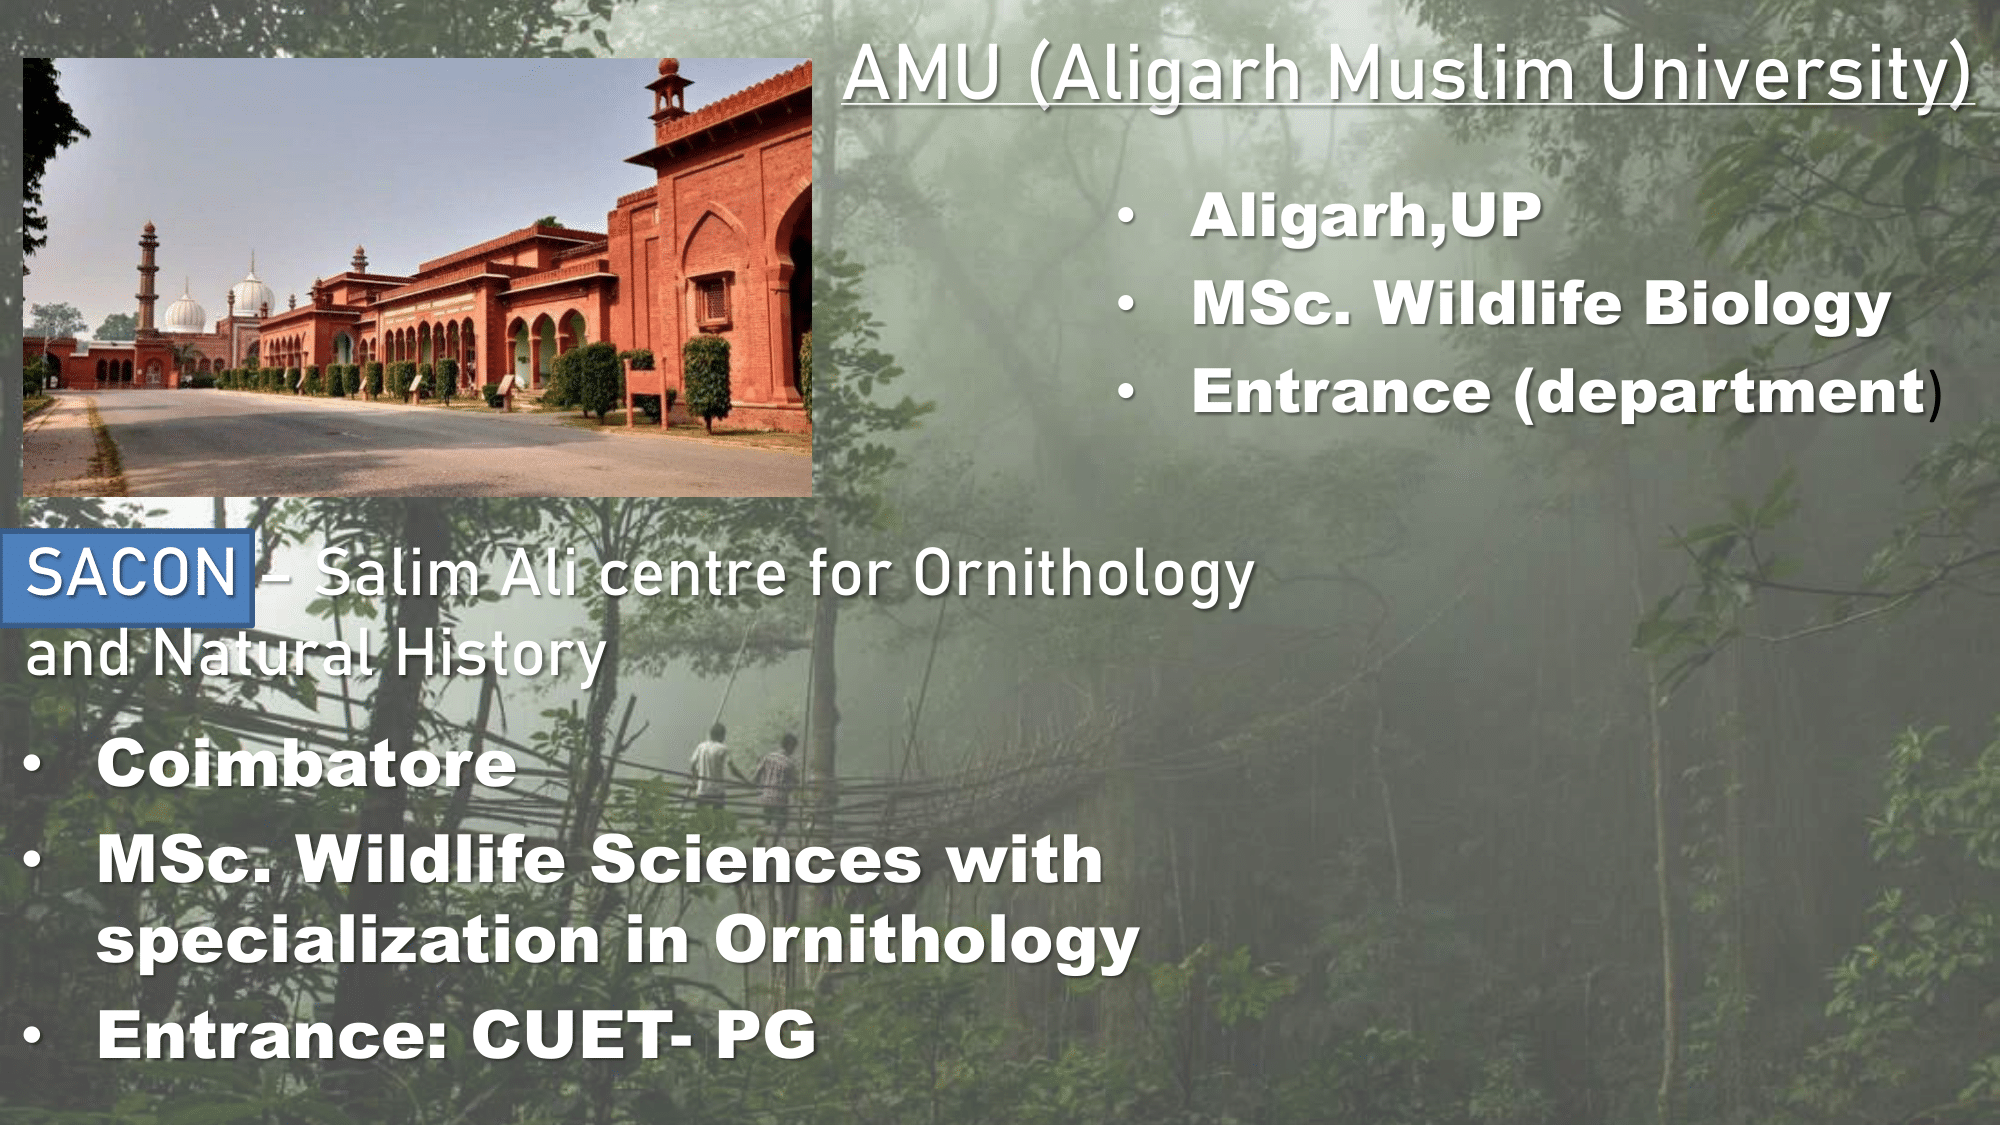 AMU (Aligarh Muslim University)
• Aligarh,UP
• MSc. Wildlife Biology
• Entrance (department)
SACON – Salim Ali centre for Ornithology
and Natural History
• Coimbatore
• MSc. Wildlife Sciences with
specialization in Ornithology
• Entrance: CUET- PG